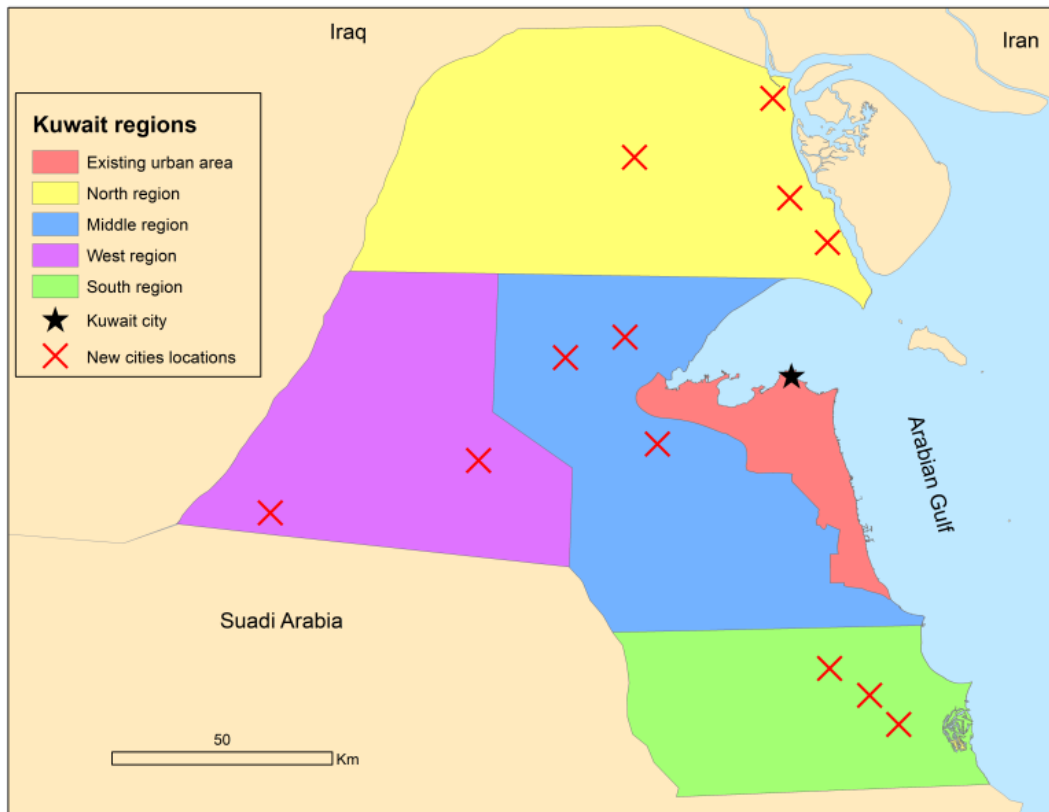 Iraq
Iran
Kuwait regions
Existing urban area
North region
Middle region
West region
South region
Kuwait city
New cities locations
Arabian Gulf
Suadi Arabia
50
Km